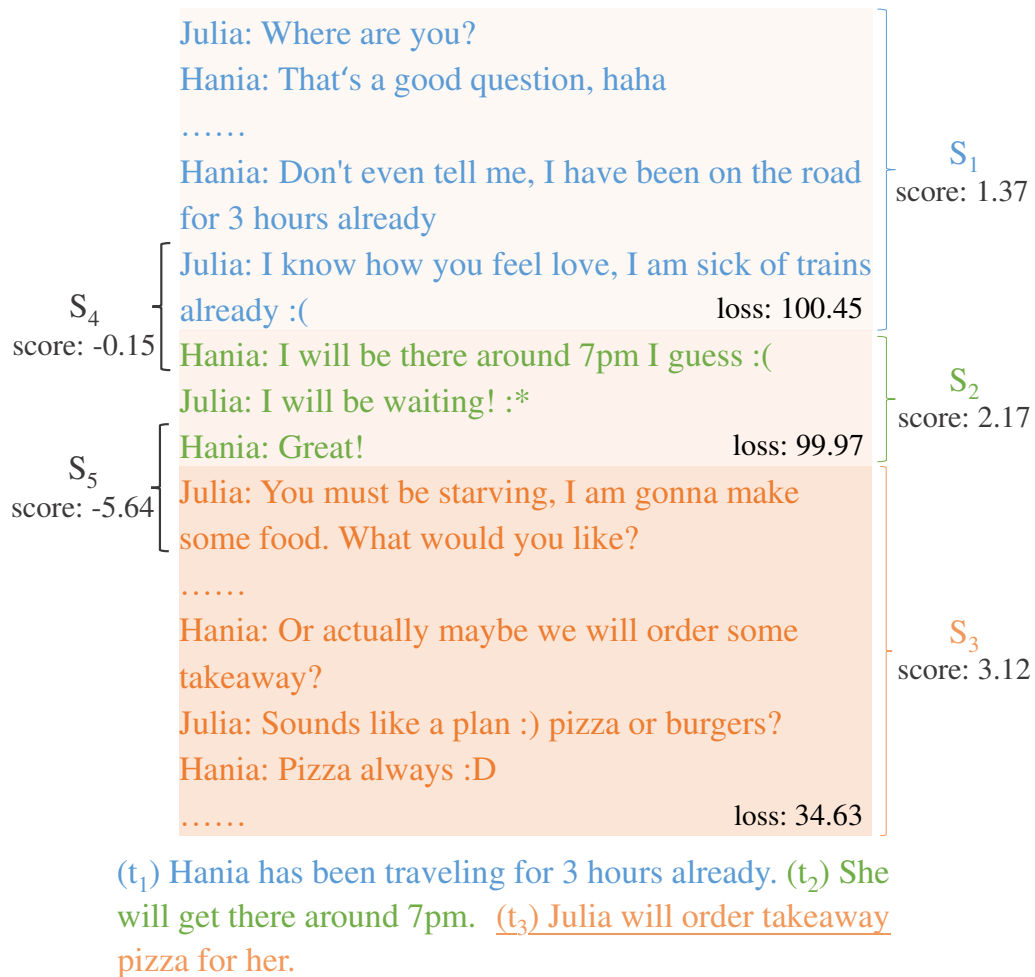 Julia: Where are you?
Hania: That‘s a good question, haha
……
Hania: Don't even tell me, I have been on the road
for 3 hours already
Julia: I know how you feel love, I am sick of trains
already :(
loss: 100.45
S1
score: 1.37
S4
score: -0.15
Hania: I will be there around 7pm I guess :(
Julia: I will be waiting! :*
Hania: Great!
loss: 99.97
S2
score: 2.17
S5
score: -5.64
Julia: You must be starving, I am gonna make
some food. What would you like?
……
Hania: Or actually maybe we will order some
takeaway?
Julia: Sounds like a plan :) pizza or burgers?
Hania: Pizza always :D
……
loss: 34.63
S3
score: 3.12
(t1) Hania has been traveling for 3 hours already. (t2) She
will get there around 7pm. (t3) Julia will order takeaway
pizza for her.